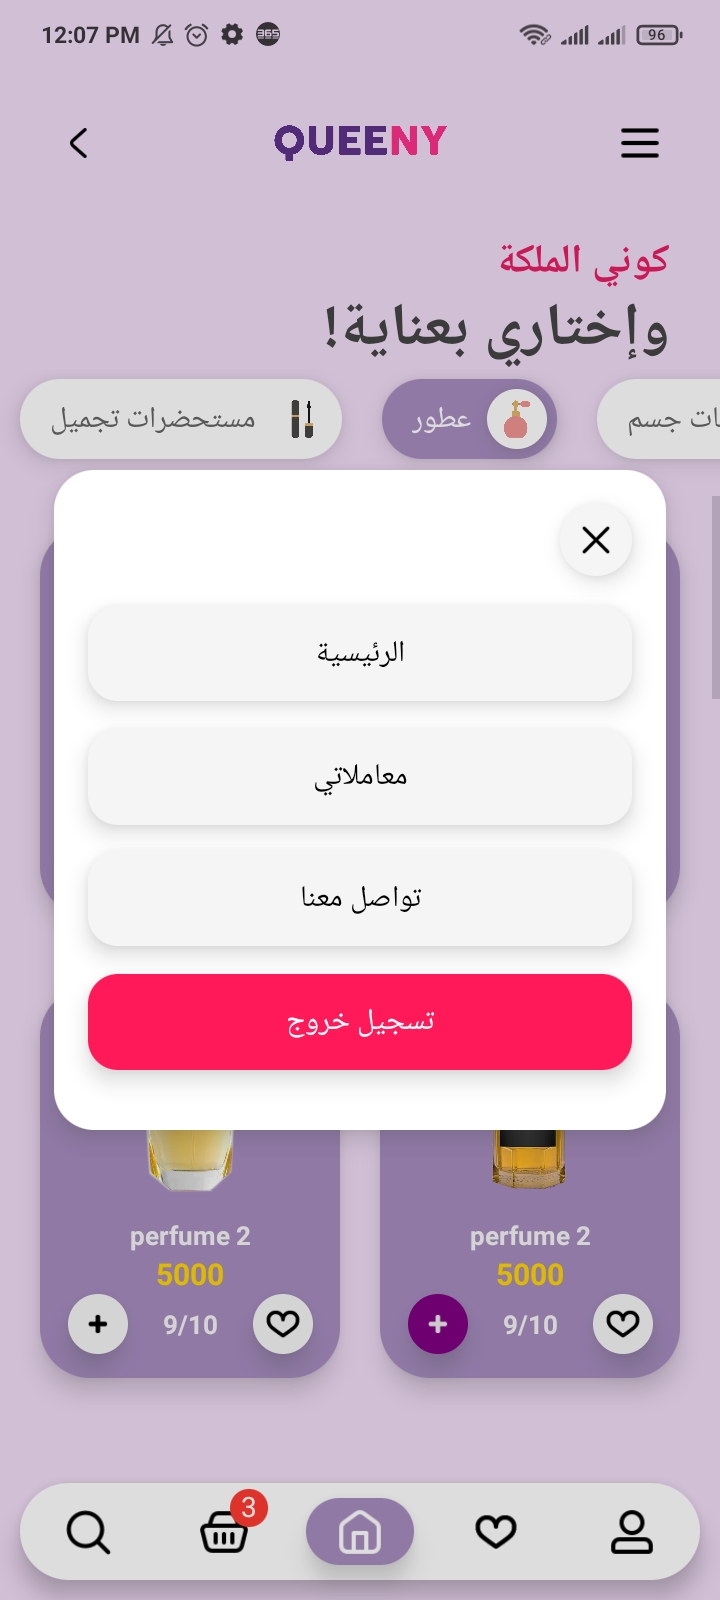 12:07 PM
365
96
QUEENY
كوني الملكة
وإختاري بعناية!
مستحضرات تجميل
عطور
جسم
الرئيسية
معاملاتي
تواصل معنا
تسجيل خروج
perfume 2
5000
9/10
perfume 2
5000
9/10
3